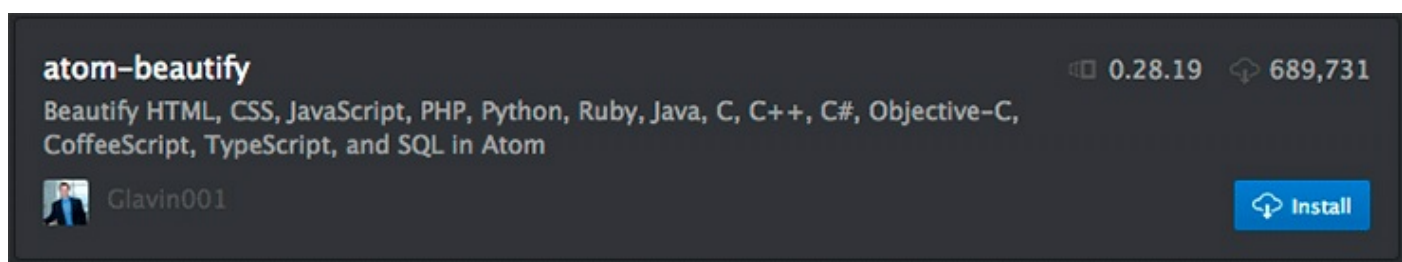 atom-beautify 0.28.19 689,731
Beautify HTML, CSS, JavaScript, PHP, Python, Ruby, Java, C, C++, C#, Objective-C,
CoffeeScript, TypeScript, and SQL in Atom
Glavin001 Install